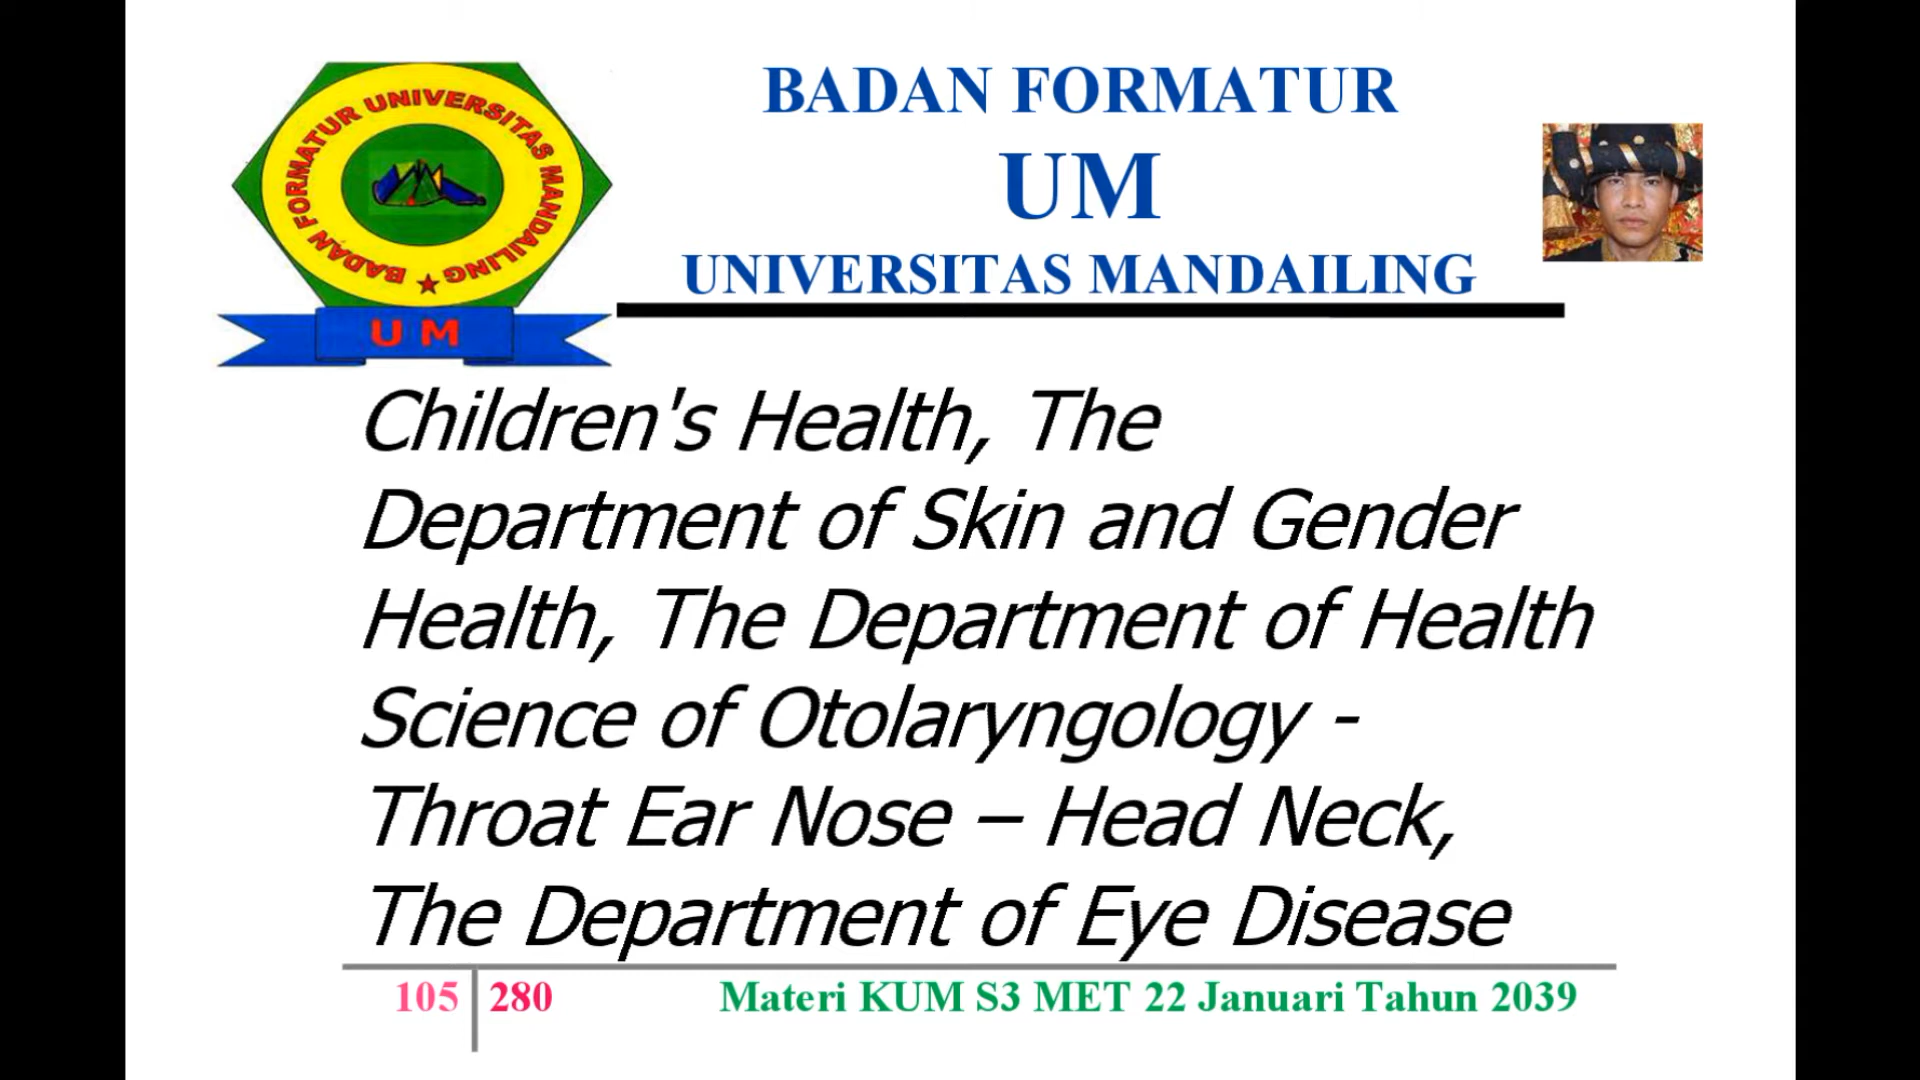 BADAN FORMATUR UNIVERSITAS MANDAILING
U M
BADAN FORMATUR
UM
UNIVERSITAS MANDAILING
Children's Health, The
Department of Skin and Gender
Health, The Department of Health
Science of Otolaryngology -
Throat Ear Nose – Head Neck,
The Department of Eye Disease
105 280 Materi KUM S3 MET 22 Januari Tahun 2039